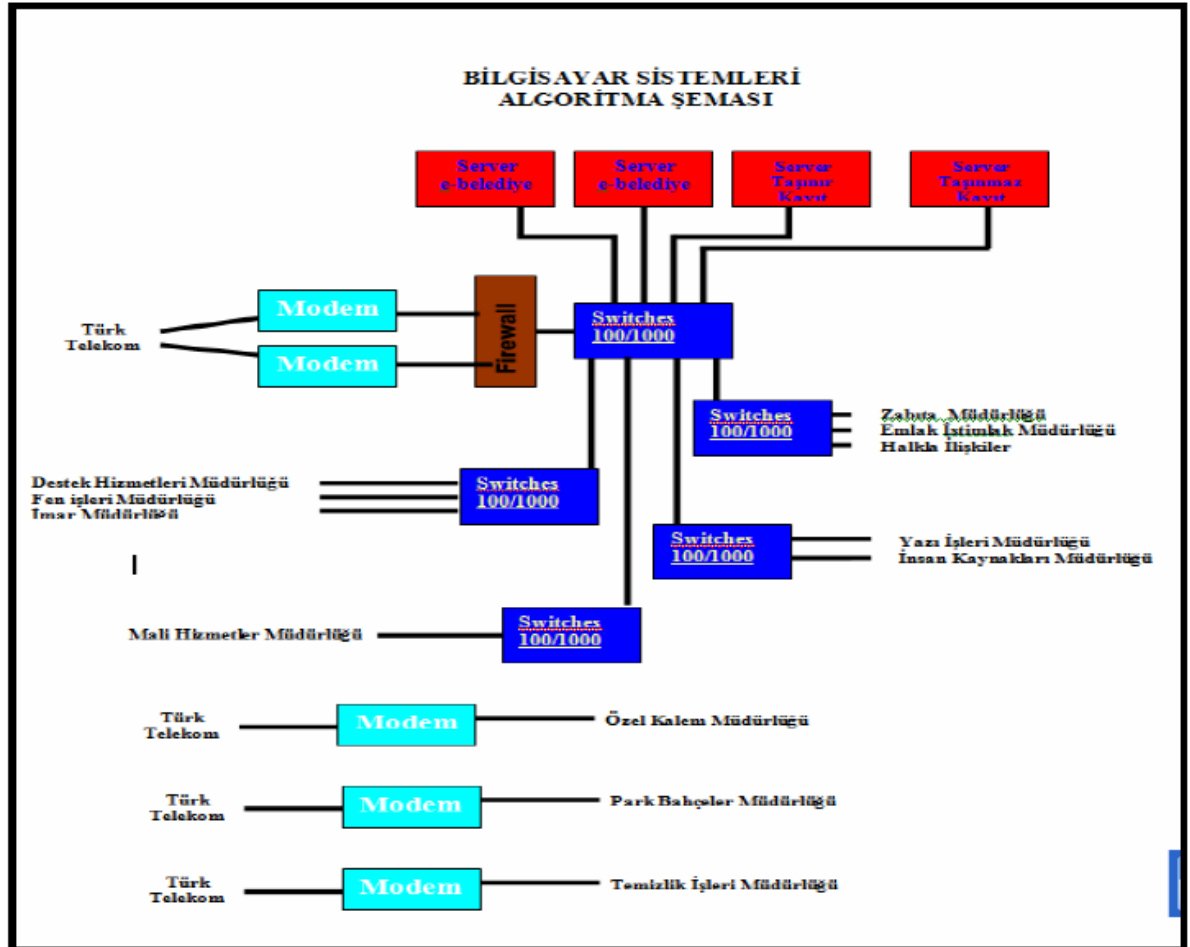 BİLGİSAYAR SİSTEMLERİ
ALGORİTMA ŞEMASI
Server
e-belediye
Server
e-belediye
Server
Taşınır
Kayıt
Server
Taşınmaz
Kayıt
Türk
Telekom
Modem
Modem
Firewall
Switches
100/1000
Switches
100/1000
Zabıta Müdürlüğü
Emlak İstimlak Müdürlüğü
Halkla İlişkiler
Destek Hizmetleri Müdürlüğü
Fen işleri Müdürlüğü
İmar Müdürlüğü
Switches
100/1000
Switches
100/1000
Yazı İşleri Müdürlüğü
İnsan Kaynakları Müdürlüğü
Mali Hizmetler Müdürlüğü
Switches
100/1000
Türk
Telekom
Modem
Özel Kalem Müdürlüğü
Türk
Telekom
Modem
Park Bahçeler Müdürlüğü
Türk
Telekom
Modem
Temizlik İşleri Müdürlüğü